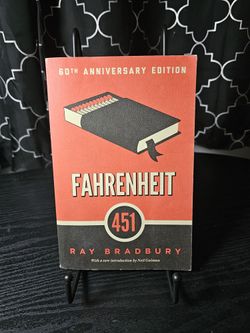 60TH ANNIVERSARY EDITION
FAHRENHEIT
451
RAY BRADBURY
With a new introduction by Neil Gaiman